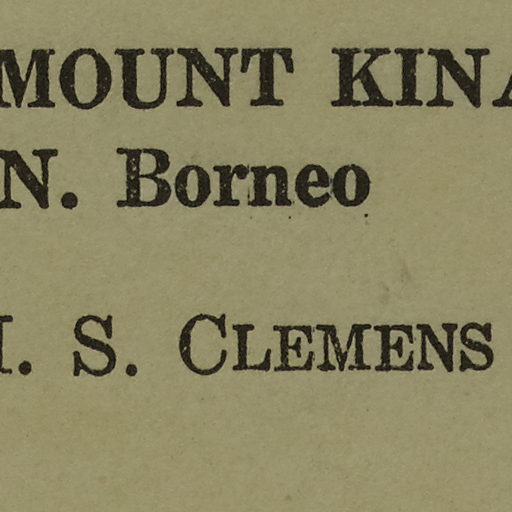 MOUNT KINA
N. Borneo
. S. CLEMENS